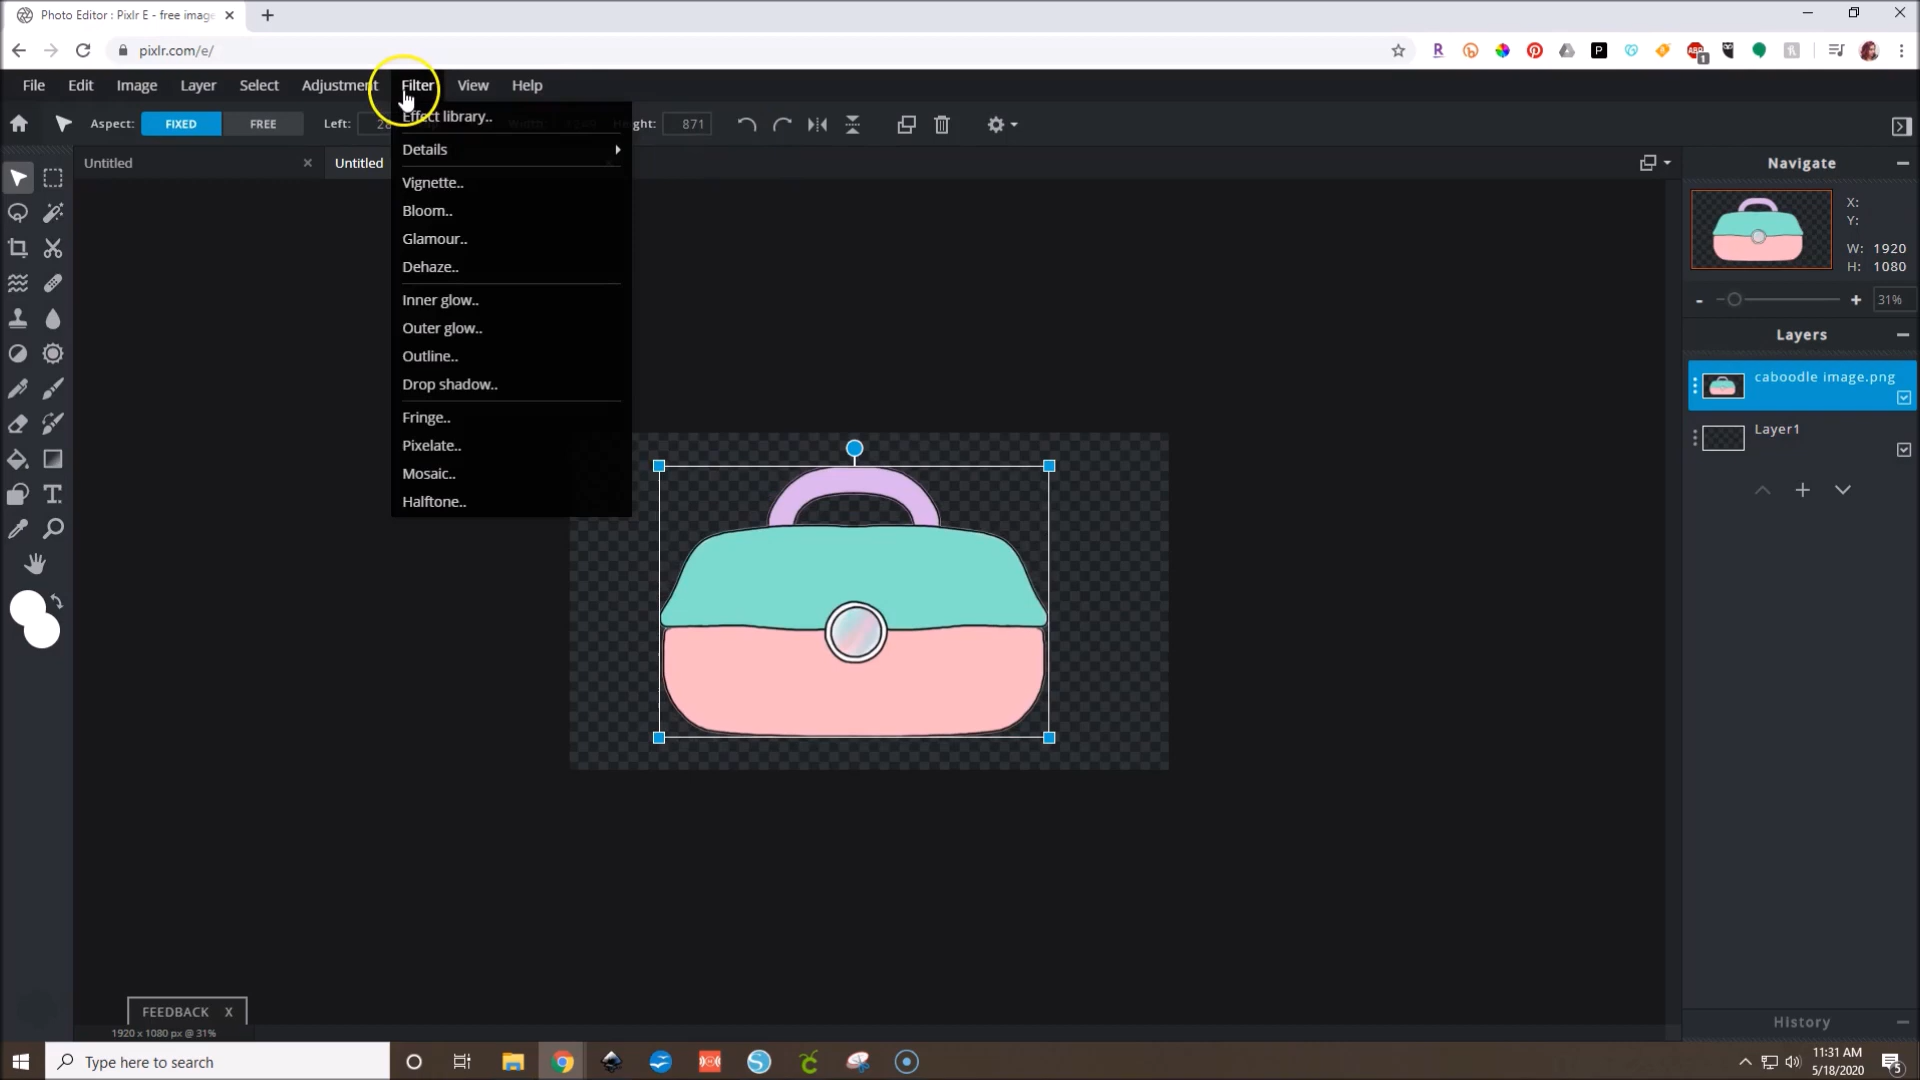 Photo Editor : Pixlr E - free imag
pixlr.com/e/
File Edit Image Layer Select Adjustment Filter View Help
Aspect: FIXED FREE Left: ght: 871
Untitled Untitled
Effect library..
Details
Vignette..
Bloom..
Glamour..
Dehaze..
Inner glow..
Outer glow..
Outline..
Drop shadow..
Fringe..
Pixelate..
Mosaic..
Halftone..
Navigate
X:
Y:
W: 1920
H: 1080
31%
Layers
caboodle image.png
Layer1
History
FEEDBACK X
1920 x 1080 px @ 31%
Type here to search
11:31 AM
5/18/2020